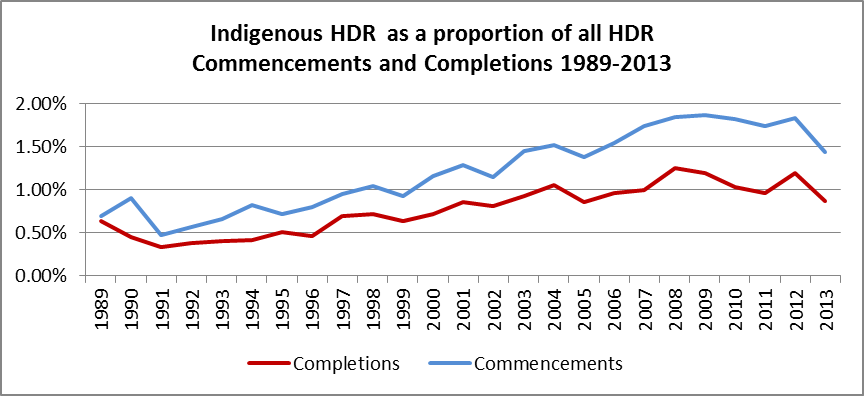 Indigenous HDR as a proportion of all HDR
Commencements and Completions 1989-2013
2.00%
1.50%
1.00%
0.50%
0.00%
1989 1990 1991 1992 1993 1994 1995 1996 1997 1998 1999 2000 2001 2002 2003 2004 2005 2006 2007 2008 2009 2010 2011 2012 2013
Completions Commencements